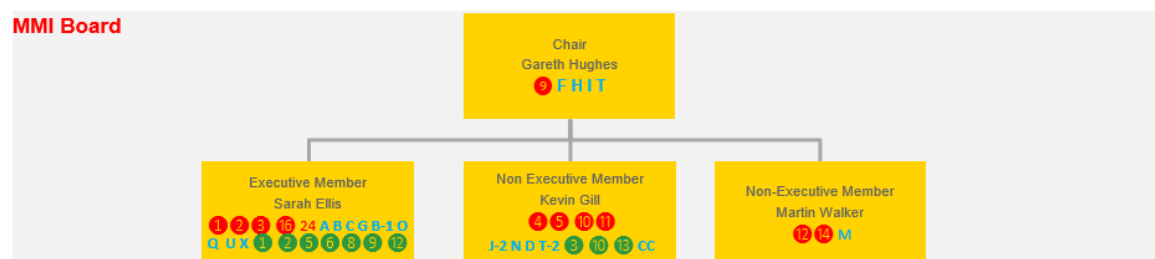 MMI Board
Chair
Gareth Hughes
9 F H I T
Executive Member
Sarah Ellis
1 2 3 16 24 A B C G B-1 O
Q U X 1 2 5 6 8 9 12
Non Executive Member
Kevin Gill
4 5 10 11
J-2 N D T-2 3 10 13 CC
Non-Executive Member
Martin Walker
12 14 M